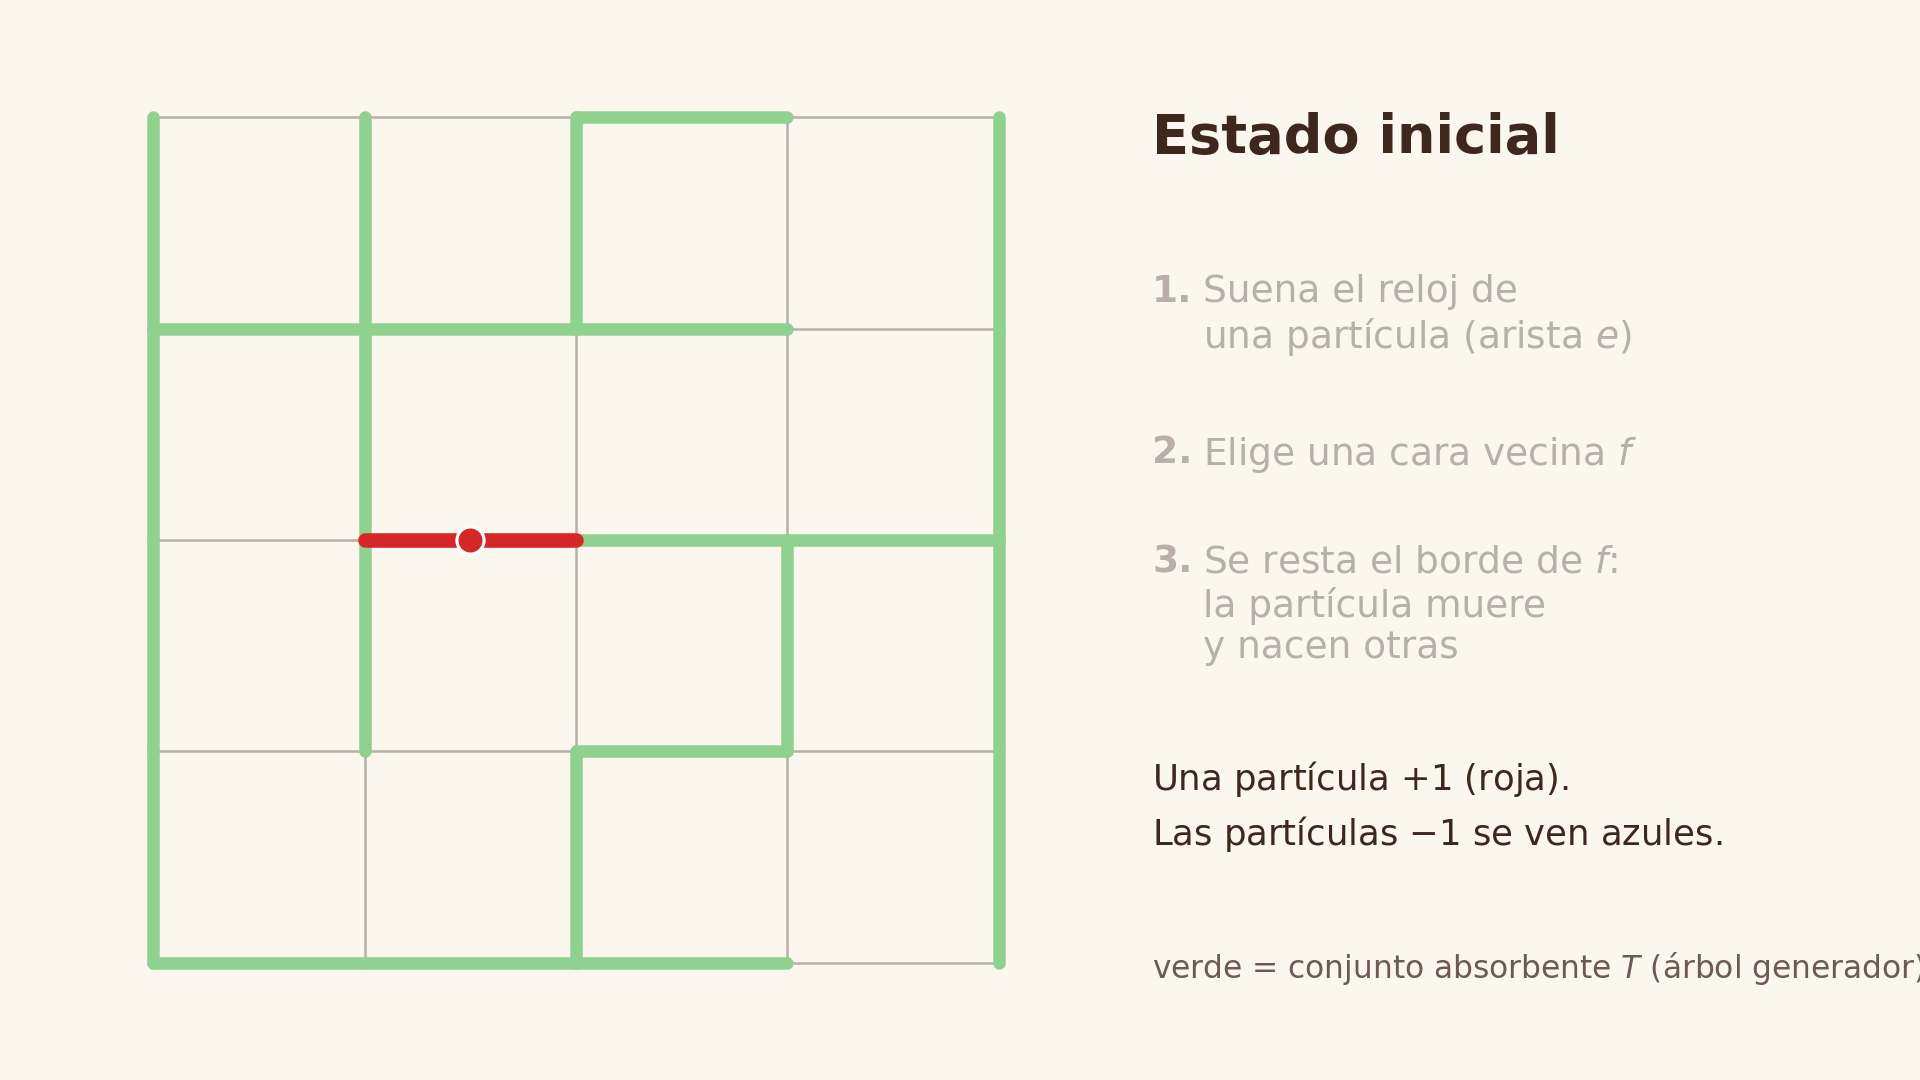 Estado inicial
1. Suena el reloj de
una partícula (arista e)
2. Elige una cara vecina f
3. Se resta el borde de f:
la partícula muere
y nacen otras
Una partícula +1 (roja).
Las partículas −1 se ven azules.
verde = conjunto absorbente T (árbol generador)